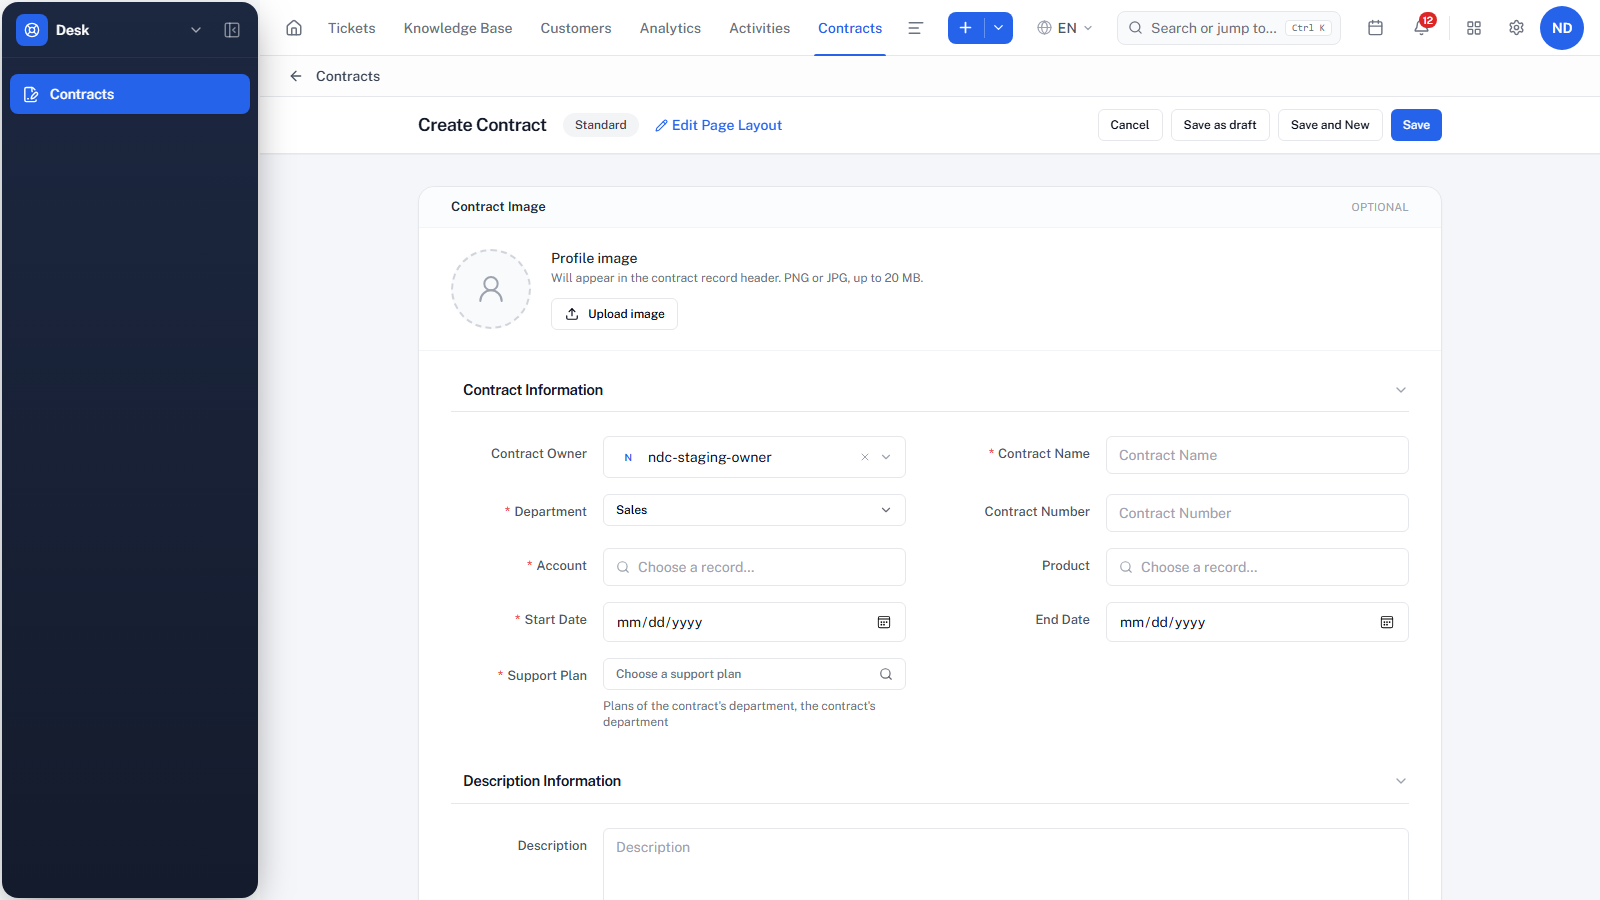 Desk
Contracts
Tickets
Knowledge Base
Customers
Analytics
Activities
Contracts
EN
Search or jump to...
Ctrl K
12
ND
Contracts
Create Contract
Standard
Edit Page Layout
Cancel
Save as draft
Save and New
Save
Contract Image
OPTIONAL
Profile image
Will appear in the contract record header. PNG or JPG, up to 20 MB.
Upload image
Contract Information
Contract Owner
N
ndc-staging-owner
* Contract Name
Contract Name
* Department
Sales
Contract Number
Contract Number
* Account
Choose a record...
Product
Choose a record...
* Start Date
mm/dd/yyyy
End Date
mm/dd/yyyy
* Support Plan
Choose a support plan
Plans of the contract's department, the contract's
department
Description Information
Description
Description